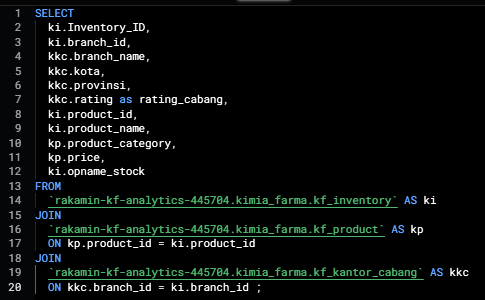 1 SELECT
2 ki.Inventory_ID,
3 ki.branch_id,
4 kkc.branch_name,
5 kkc.kota,
6 kkc.provinsi,
7 kkc.rating as rating_cabang,
8 ki.product_id,
9 ki.product_name,
10 kp.product_category,
11 kp.price,
12 ki.opname_stock
13 FROM
14 `rakamin-kf-analytics-445704.kimia_farma.kf_inventory` AS ki
15 JOIN
16 `rakamin-kf-analytics-445704.kimia_farma.kf_product` AS kp
17 ON kp.product_id = ki.product_id
18 JOIN
19 `rakamin-kf-analytics-445704.kimia_farma.kf_kantor_cabang` AS kkc
20 ON kkc.branch_id = ki.branch_id ;